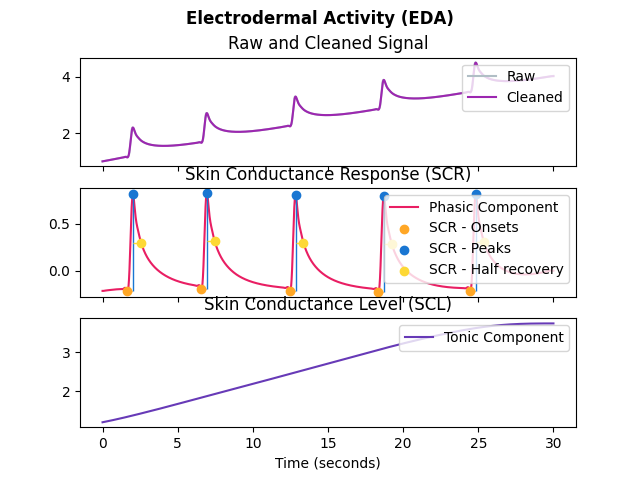 Electrodermal Activity (EDA)
Raw and Cleaned Signal
4
2
Raw
Cleaned
Skin Conductance Response (SCR)
0.5
0.0
Phasic Component
SCR - Onsets
SCR - Peaks
SCR - Half recovery
Skin Conductance Level (SCL)
3
2
Tonic Component
0 5 10 15 20 25 30
Time (seconds)